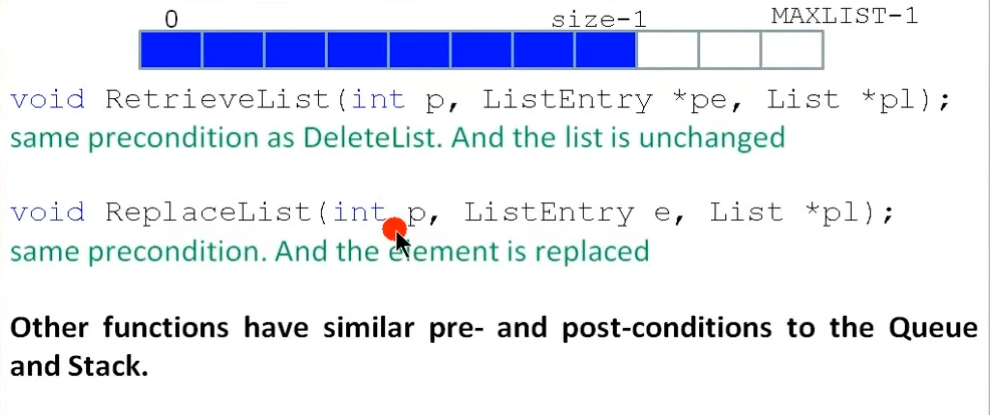 0 size-1 MAXLIST-1
void RetrieveList(int p, ListEntry *pe, List *pl);
same precondition as DeleteList. And the list is unchanged
void ReplaceList(int p, ListEntry e, List *pl);
same precondition. And the element is replaced
Other functions have similar pre- and post-conditions to the Queue
and Stack.